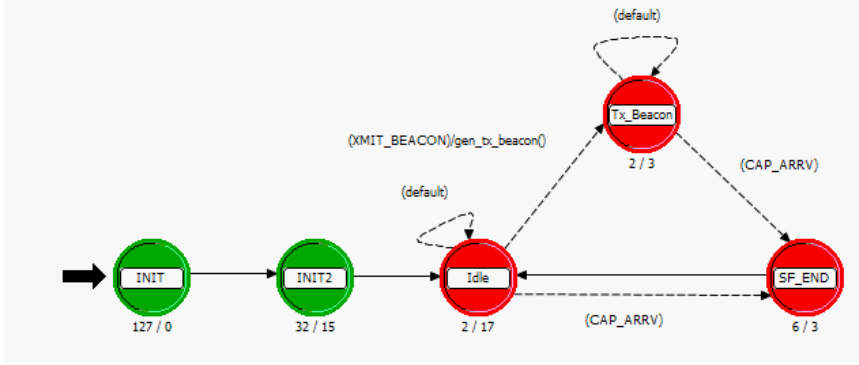 (default)
Tx_Beacon
(XMIT_BEACON)/gen_tx_beacon()
2 / 3
(CAP_ARRV)
(default)
INIT
INIT2
Idle
SF_END
127 / 0
32 / 15
2 / 17
(CAP_ARRV)
6 / 3